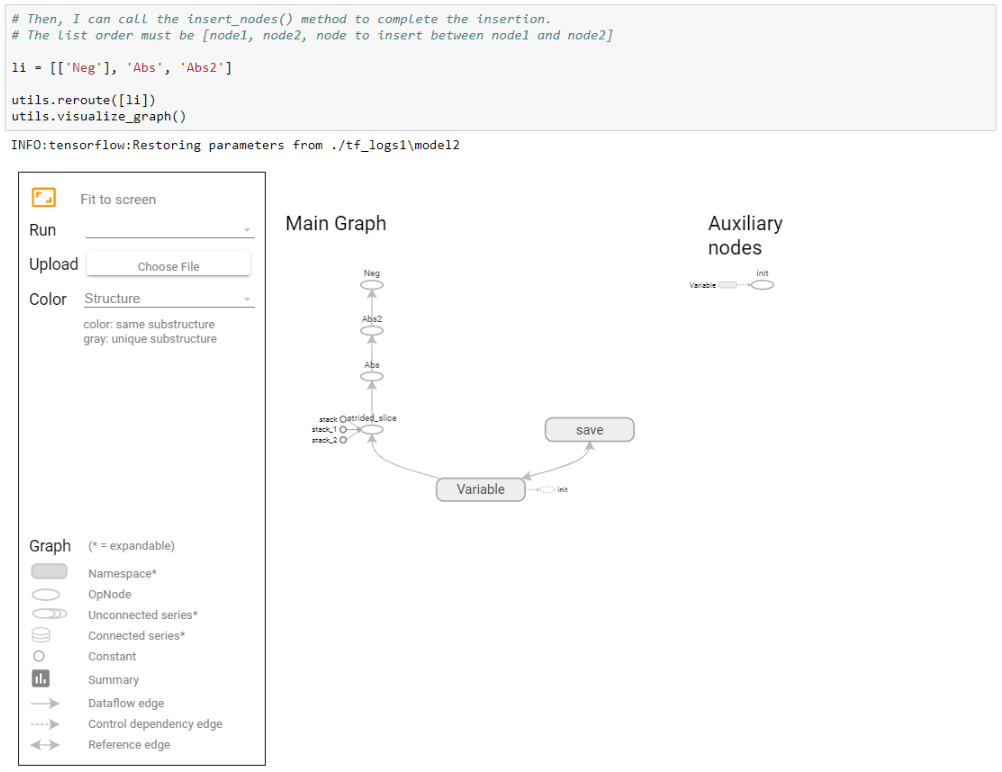 # Then, I can call the insert_nodes() method to complete the insertion.
# The list order must be [node1, node2, node to insert between node1 and node2]
li = [['Neg'], 'Abs', 'Abs2']
utils.reroute([li])
utils.visualize_graph()
INFO:tensorflow:Restoring parameters from ./tf_logs1\model2
Fit to screen
Run
Upload
Choose File
Color
Structure
color: same substructure
gray: unique substructure
Graph
(* = expandable)
Namespace*
OpNode
Unconnected series*
Connected series*
Constant
Summary
Dataflow edge
Control dependency edge
Reference edge
Main Graph
Neg
Abs2
Abs
strided_slice
stack
stack_1
stack_2
save
Variable
init
Auxiliary
nodes
init
Variable